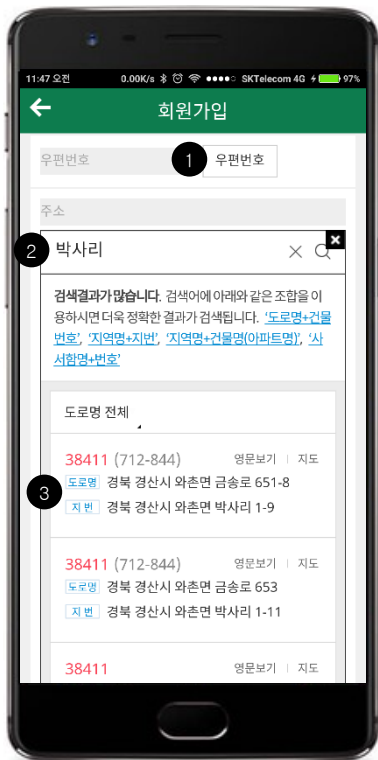 11:47 오전 0.00K/s SKTelecom 4G 97%
회원가입
우편번호 1 우편번호
주소
2 박사리
검색결과가 많습니다. 검색어에 아래와 같은 조합을 이
용하시면 더욱 정확한 결과가 검색됩니다. '도로명+건물
번호', '지역명+지번', '지역명+건물명(아파트명)', '사
서함명+번호'
도로명 전체
38411 (712-844) 영문보기 | 지도
3 도로명 경북 경산시 와촌면 금송로 651-8
지번 경북 경산시 와촌면 박사리 1-9
38411 (712-844) 영문보기 | 지도
도로명 경북 경산시 와촌면 금송로 653
지번 경북 경산시 와촌면 박사리 1-11
38411 영문보기 | 지도